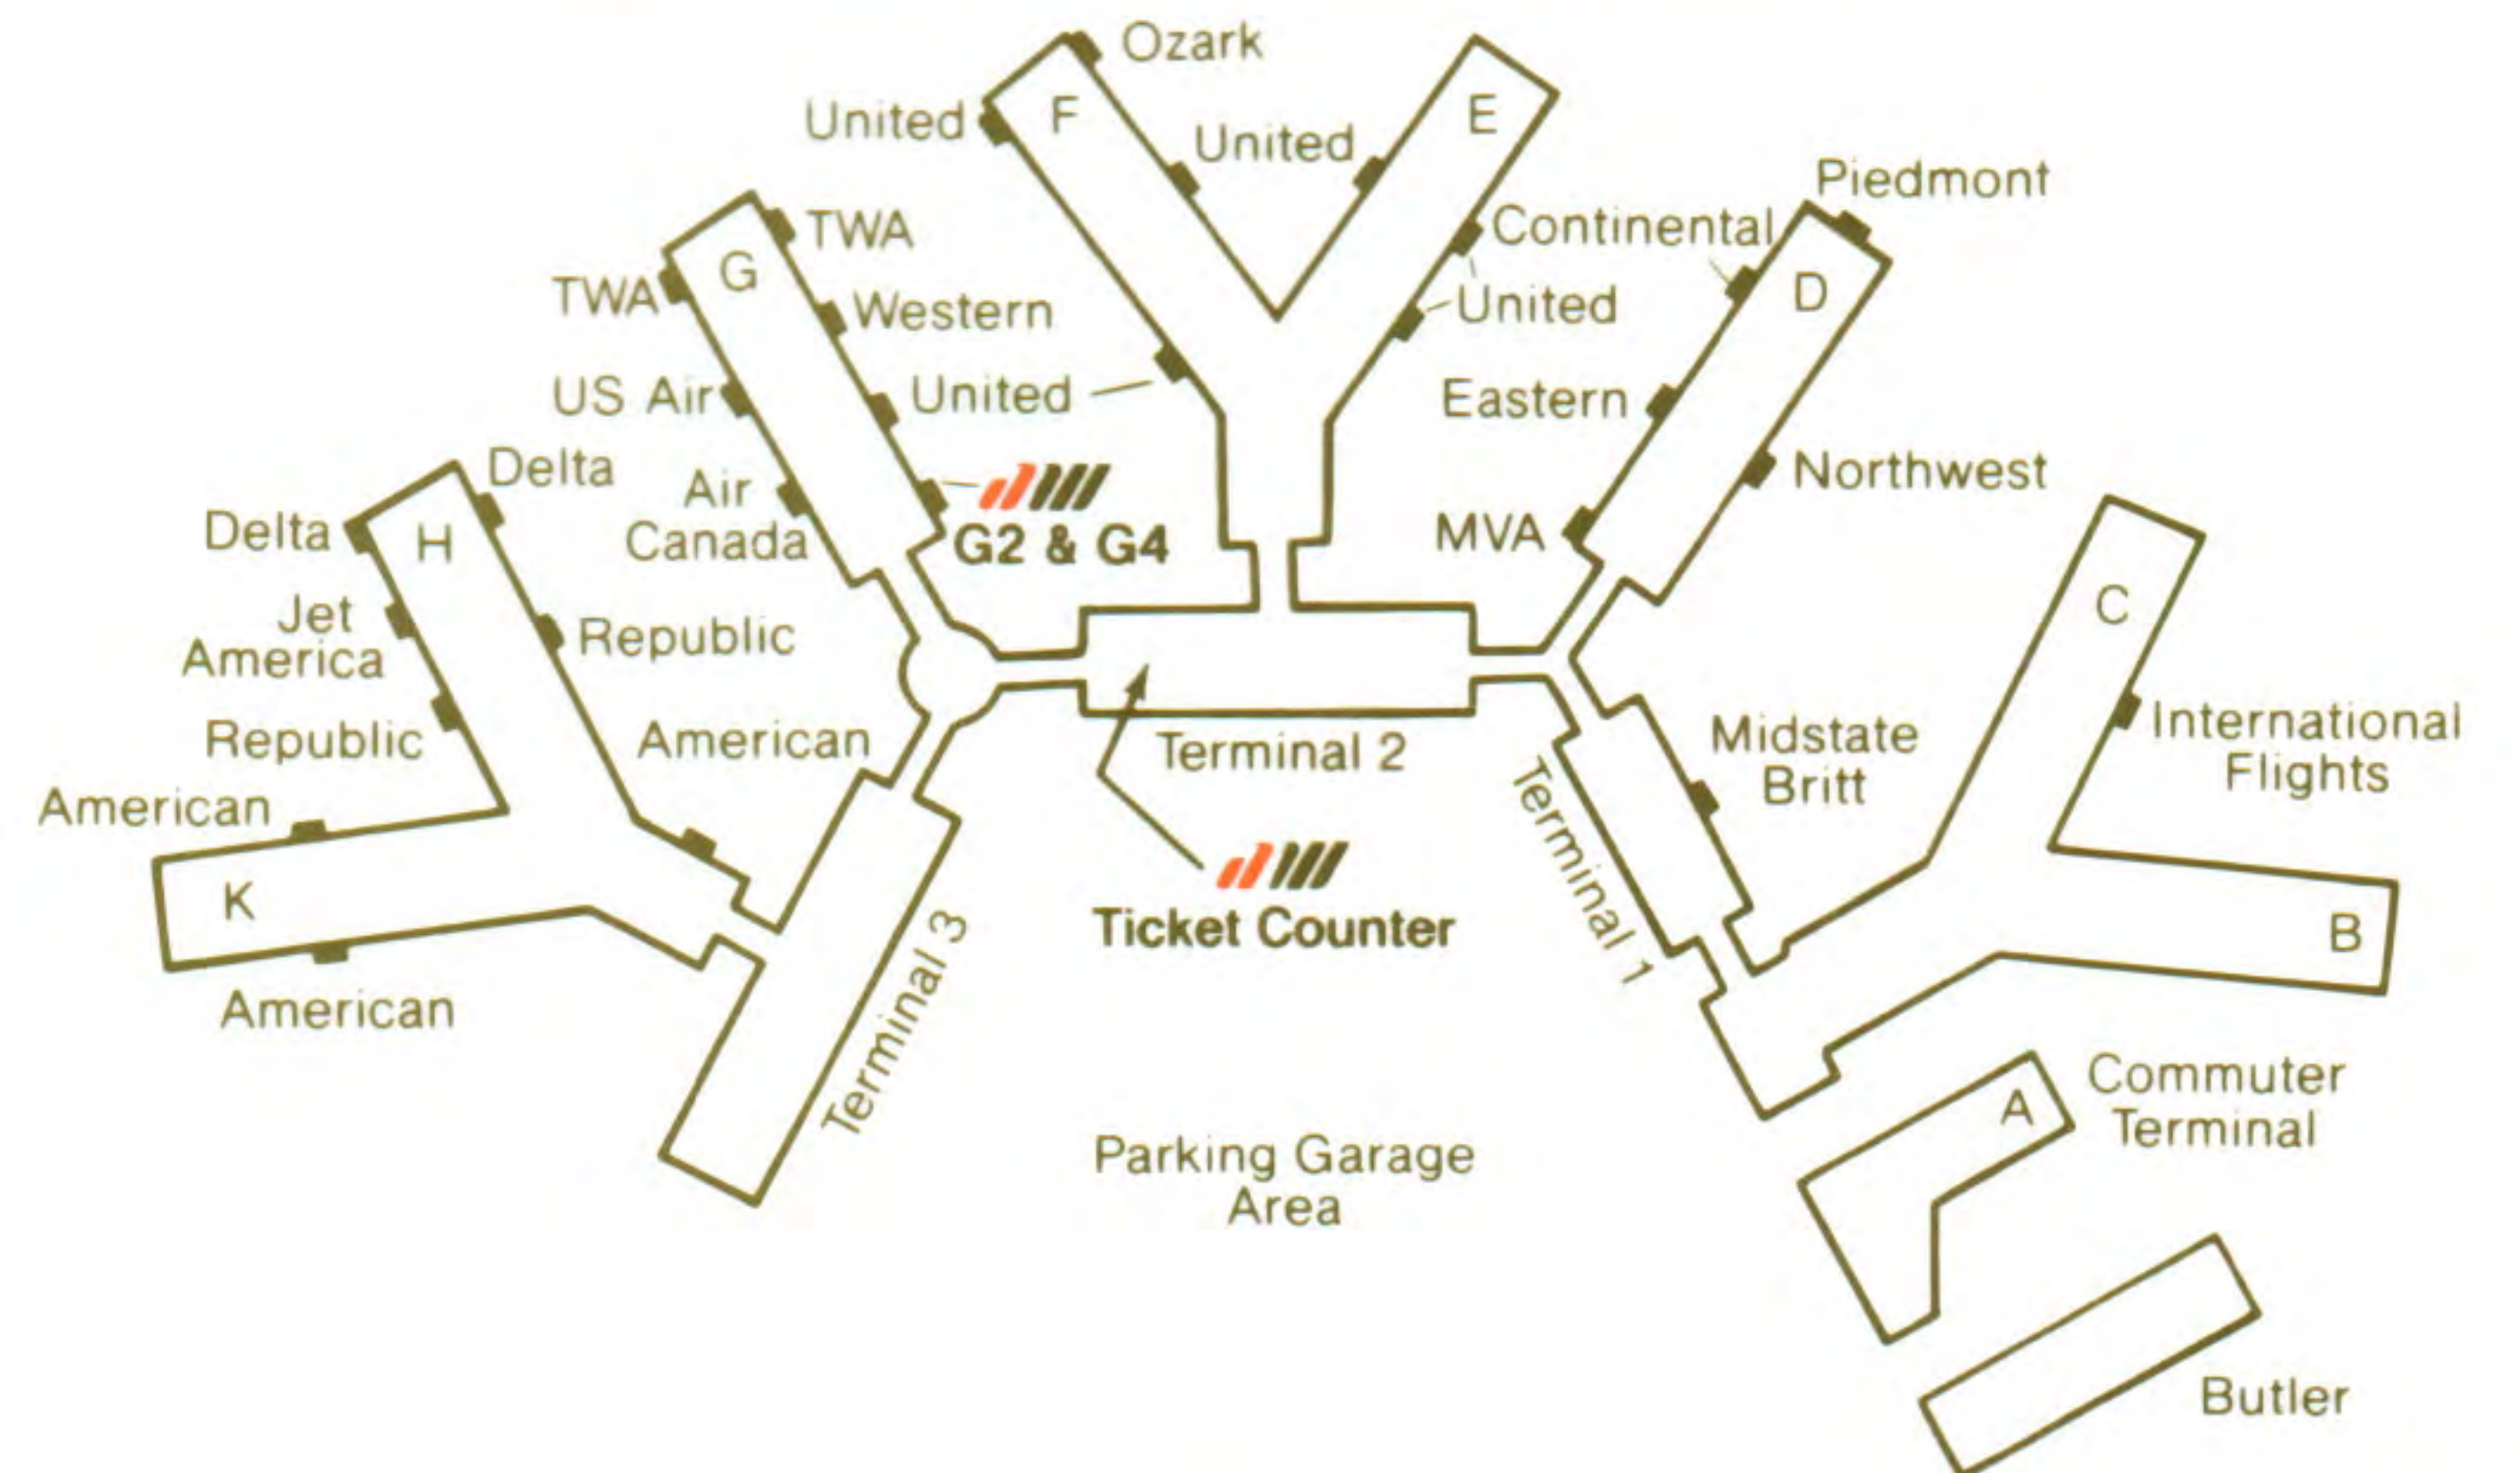 Ozark
United
F
E
United
Piedmont
TWA
Continental
G
D
TWA
Western
United
US Air
United
Eastern
Delta
Air
Canada
Northwest
Delta
H
G2 & G4
MVA
Jet
America
Republic
C
Republic
American
Terminal 2
Midstate
Britt
International
Flights
American
Terminal 1
K
Ticket Counter
B
American
Terminal 3
Commuter
Terminal
A
Parking Garage
Area
Butler